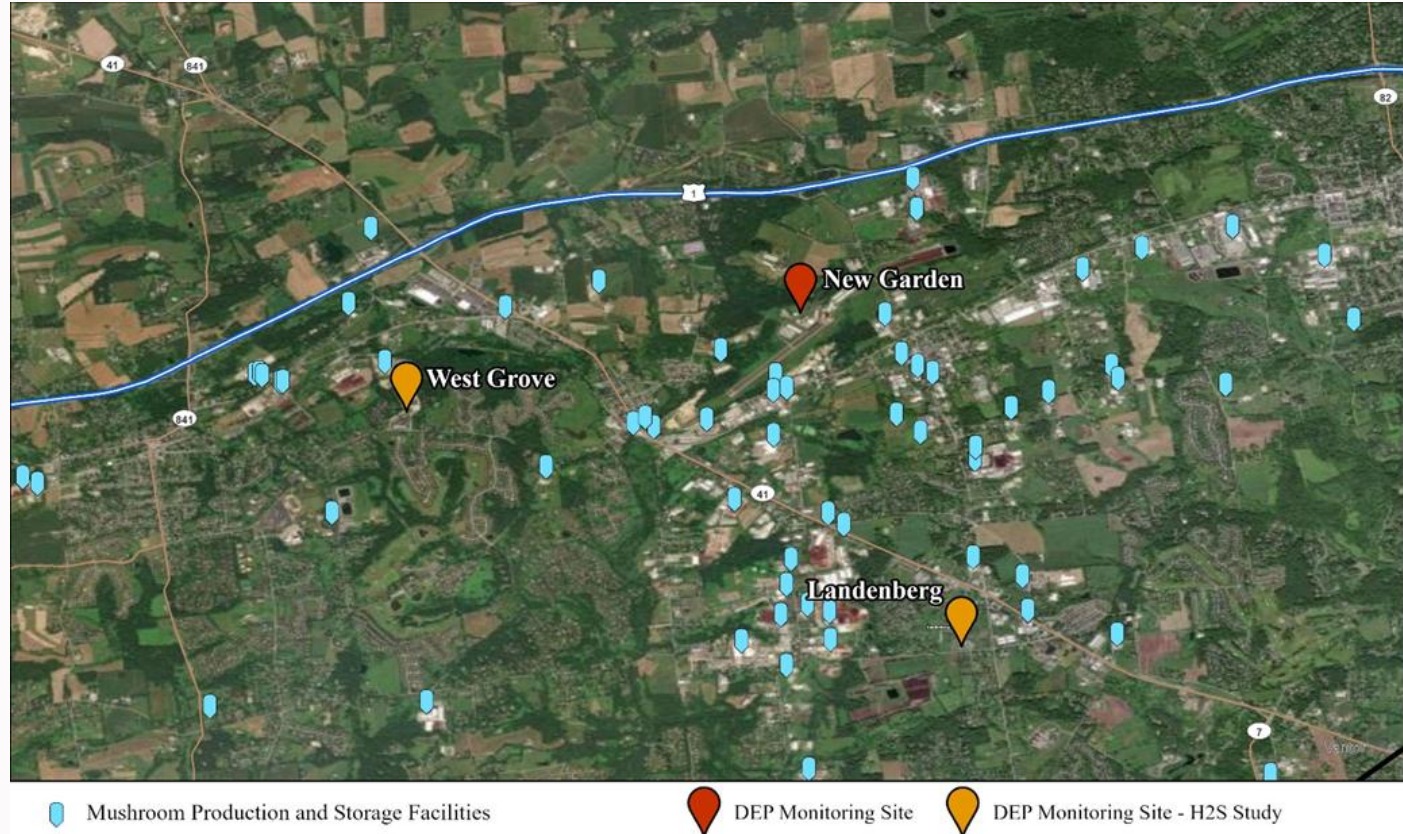 41
841
82
1
New Garden
West Grove
841
41
Landenberg
7
Mushroom Production and Storage Facilities
DEP Monitoring Site
DEP Monitoring Site - H2S Study